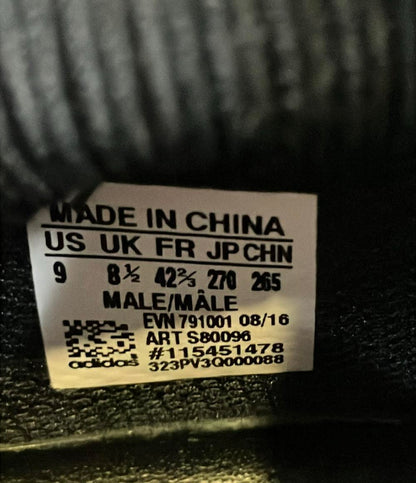 MADE IN CHINA
US UK FR JP CHN
9 8½ 42⅔ 270 265
MALE/MÂLE
EVN 791001 08/16
ART S80096
#115451478
adidas 323PV3Q000088